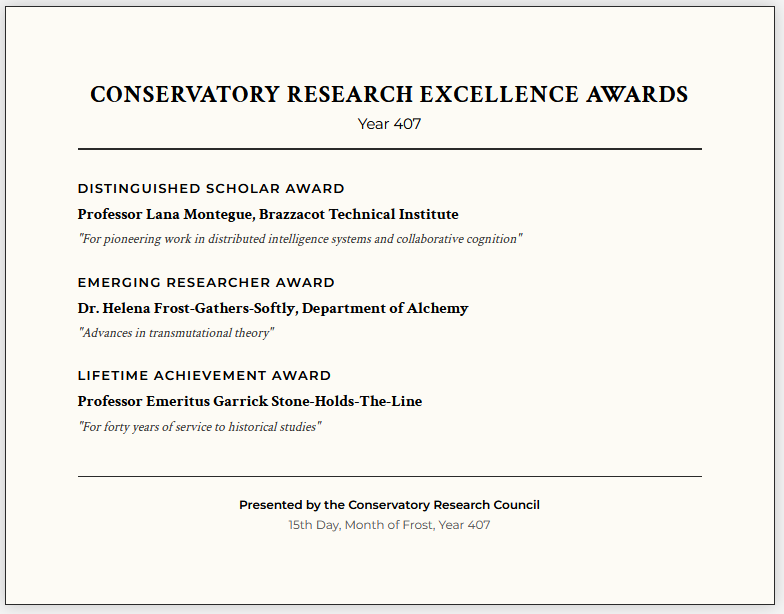 CONSERVATORY RESEARCH EXCELLENCE AWARDS
Year 407
DISTINGUISHED SCHOLAR AWARD
Professor Lana Montegue, Brazzacot Technical Institute
"For pioneering work in distributed intelligence systems and collaborative cognition"
EMERGING RESEARCHER AWARD
Dr. Helena Frost-Gathers-Softly, Department of Alchemy
"Advances in transmutational theory"
LIFETIME ACHIEVEMENT AWARD
Professor Emeritus Garrick Stone-Holds-The-Line
"For forty years of service to historical studies"
Presented by the Conservatory Research Council
15th Day, Month of Frost, Year 407